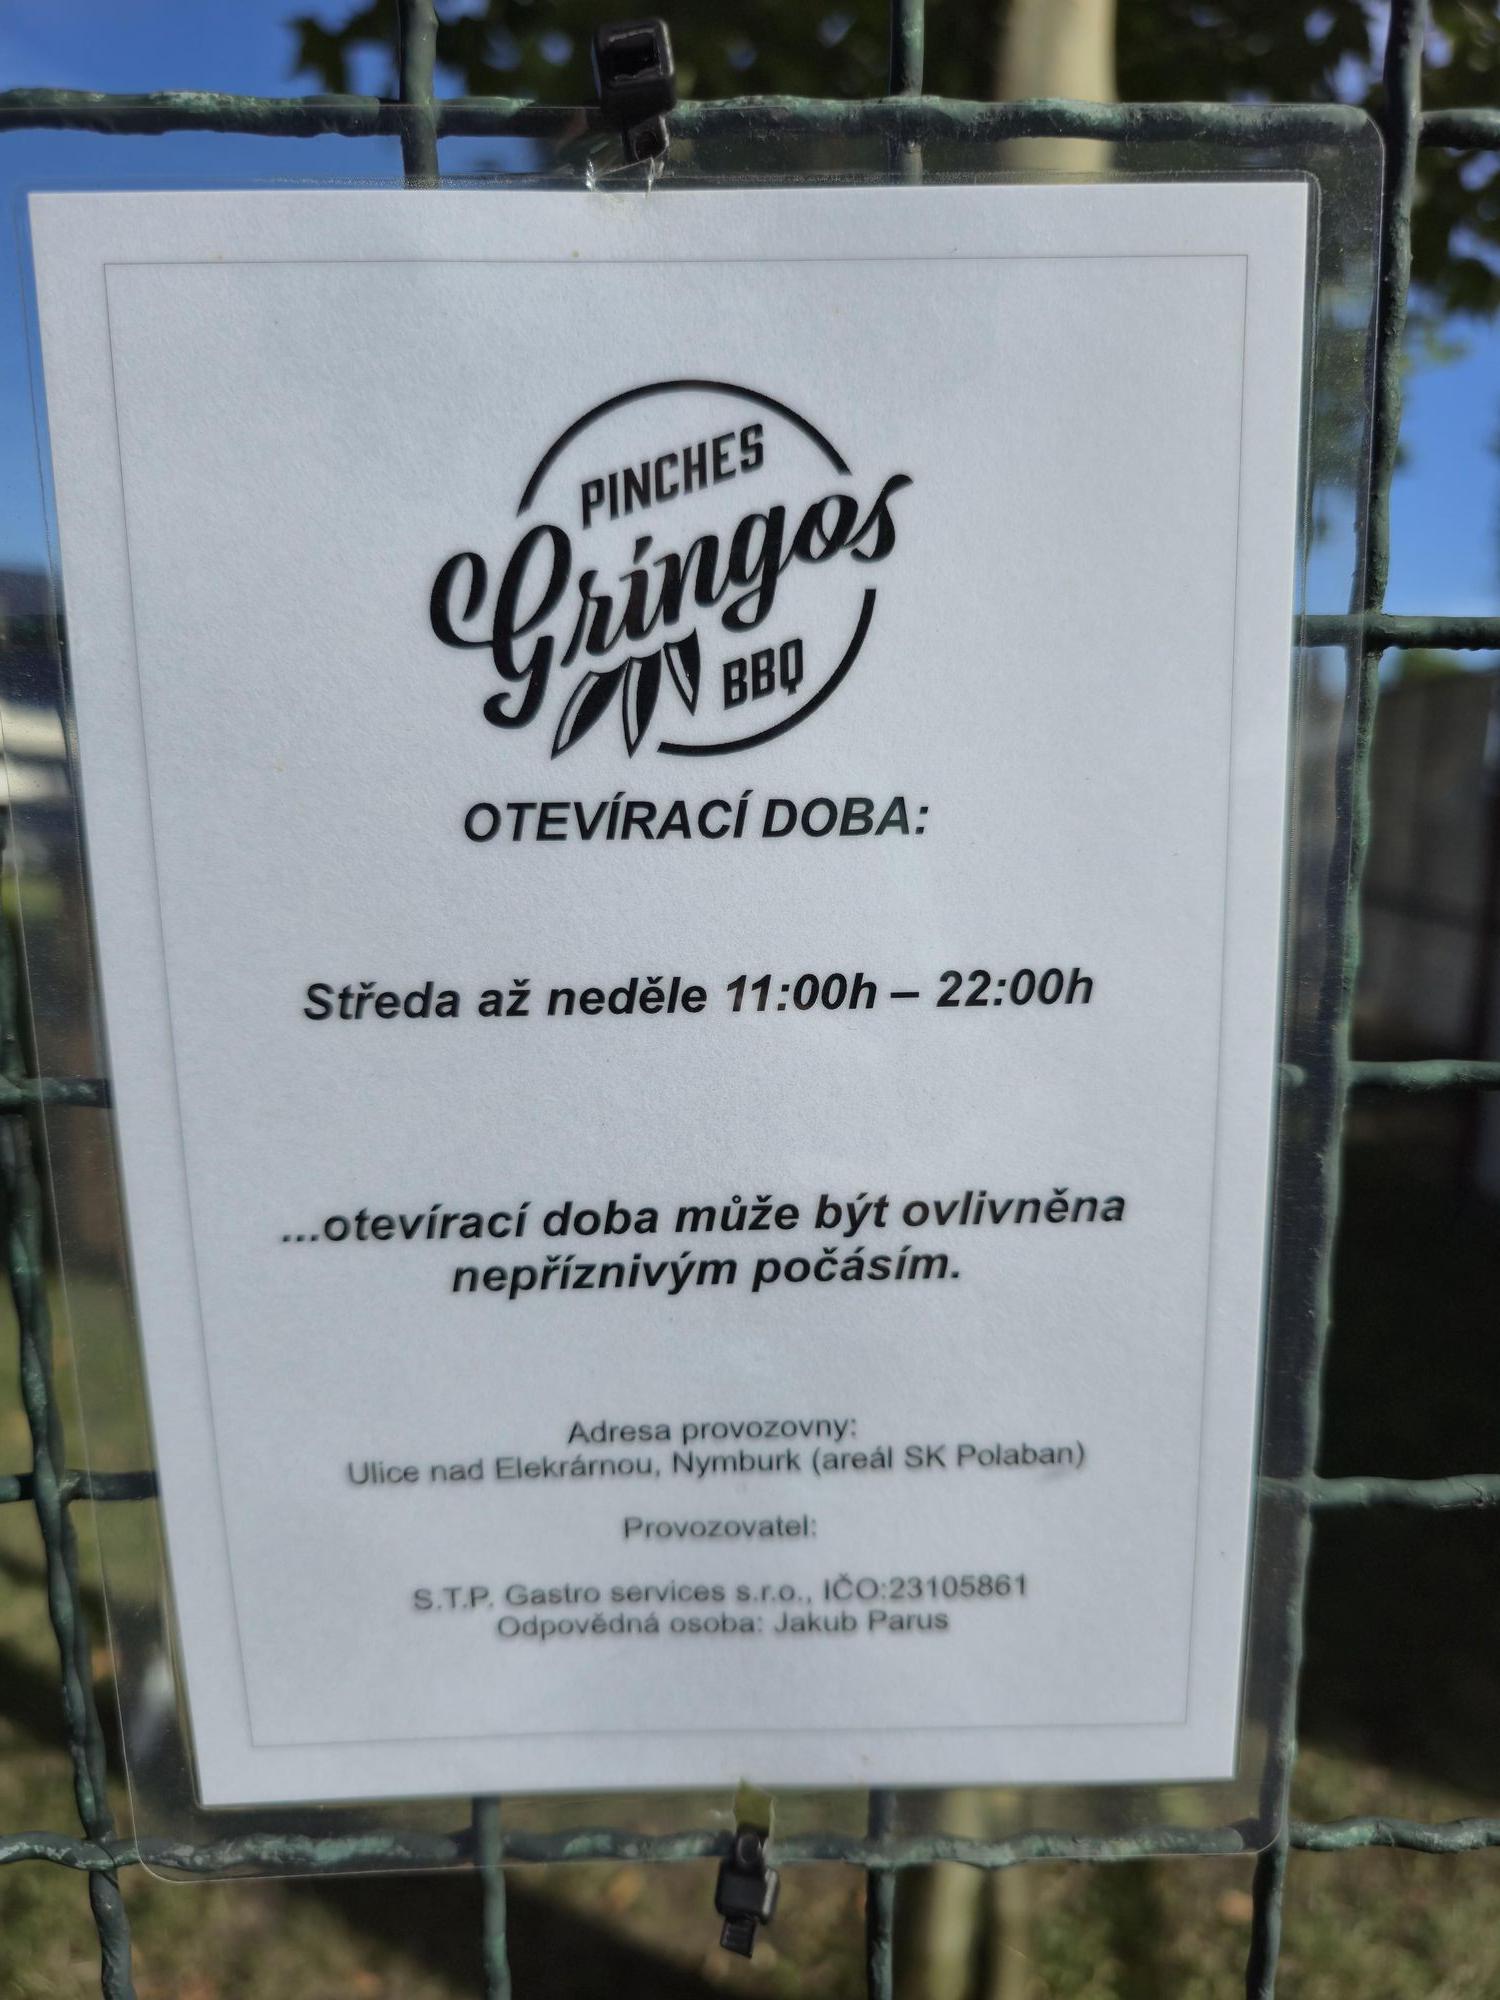 PINCHES
Gringos
BBQ
OTEVÍRACÍ DOBA:
Středa až neděle 11:00h – 22:00h
...otevírací doba může být ovlivněna
nepříznivým počásím.
Adresa provozovny:
Ulice nad Elekrárnou, Nymburk (areál SK Polaban)
Provozovatel:
S.T.P. Gastro services s.r.o., IČO:23105861
Odpovědná osoba: Jakub Parus